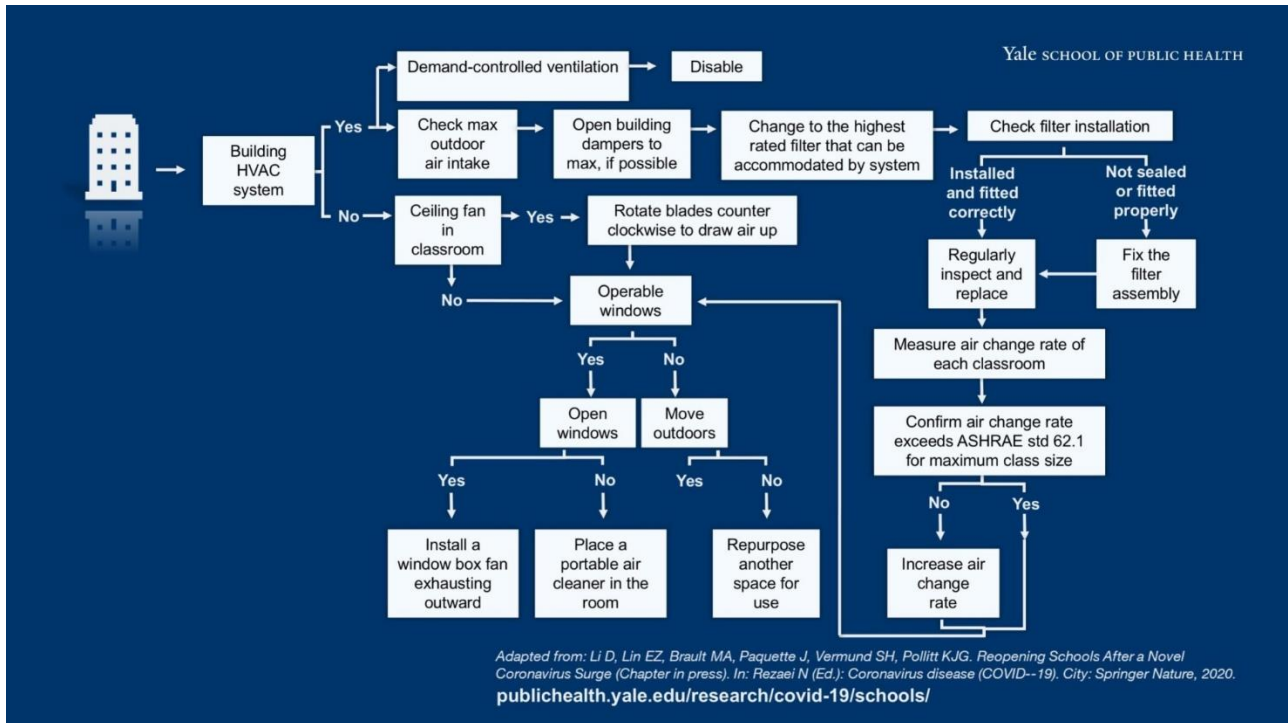 Yale SCHOOL OF PUBLIC HEALTH
Demand-controlled ventilation
Disable
Yes
Building
HVAC
system
Check max
outdoor
air intake
Open building
dampers to
max, if possible
Change to the highest
rated filter that can be
accommodated by system
Check filter installation
Installed
and fitted
correctly
Not sealed
or fitted
properly
No
Ceiling fan
in
classroom
Yes
Rotate blades counter
clockwise to draw air up
Regularly
inspect and
replace
Fix the
filter
assembly
No
Operable
windows
Measure air change rate of
each classroom
Yes
No
Open
windows
Move
outdoors
Confirm air change rate
exceeds ASHRAE std 62.1
for maximum class size
Yes
No
Yes
No
No
Yes
Install a
window box fan
exhausting
outward
Place a
portable air
cleaner in the
room
Repurpose
another
space for
use
Increase air
change
rate
Adapted from: Li D, Lin EZ, Brault MA, Paquette J, Vermund SH, Pollitt KJG. Reopening Schools After a Novel
Coronavirus Surge (Chapter in press). In: Rezaei N (Ed.): Coronavirus disease (COVID--19). City: Springer Nature, 2020.
publichealth.yale.edu/research/covid-19/schools/